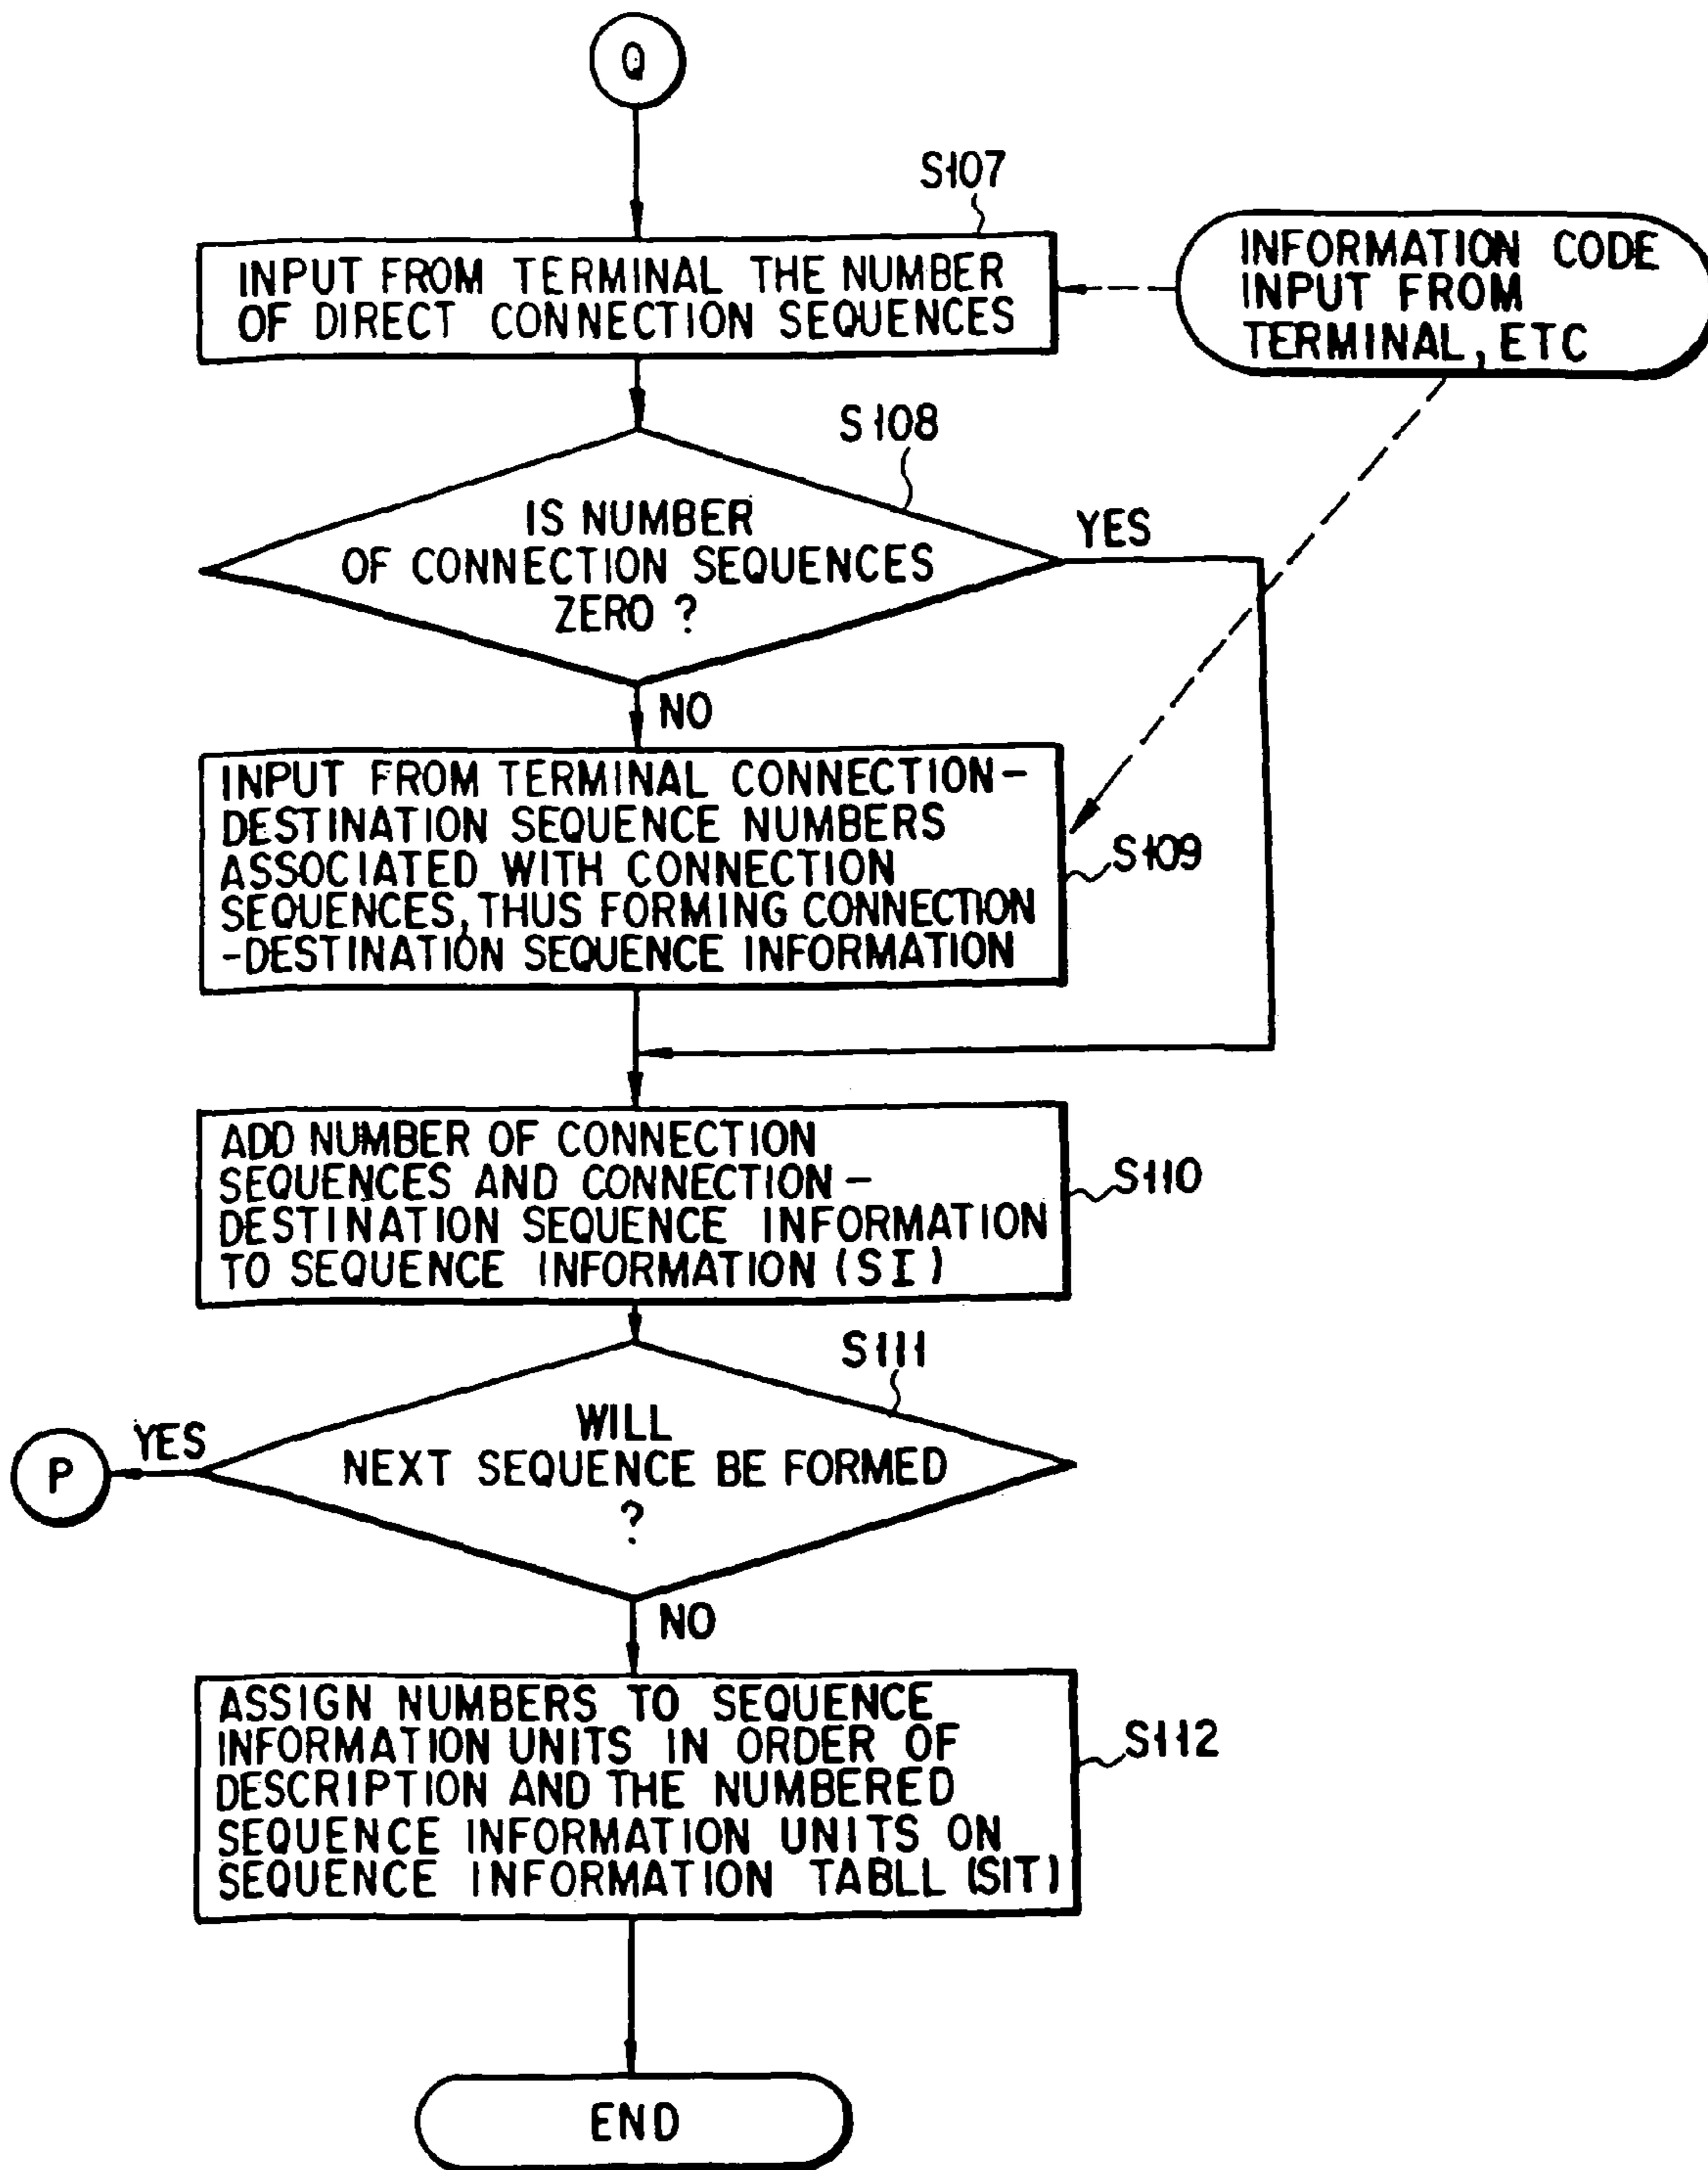 Q
S107
INPUT FROM TERMINAL THE NUMBER
OF DIRECT CONNECTION SEQUENCES
INFORMATION CODE
INPUT FROM
TERMINAL, ETC
S108
IS NUMBER
OF CONNECTION SEQUENCES
ZERO ?
YES
NO
INPUT FROM TERMINAL CONNECTION-
DESTINATION SEQUENCE NUMBERS
ASSOCIATED WITH CONNECTION
SEQUENCES, THUS FORMING CONNECTION
-DESTINATION SEQUENCE INFORMATION
S109
ADD NUMBER OF CONNECTION
SEQUENCES AND CONNECTION-
DESTINATION SEQUENCE INFORMATION
TO SEQUENCE INFORMATION (SI)
S110
S111
WILL
NEXT SEQUENCE BE FORMED
?
YES
P
NO
ASSIGN NUMBERS TO SEQUENCE
INFORMATION UNITS IN ORDER OF
DESCRIPTION AND THE NUMBERED
SEQUENCE INFORMATION UNITS ON
SEQUENCE INFORMATION TABLL (SIT)
S112
END